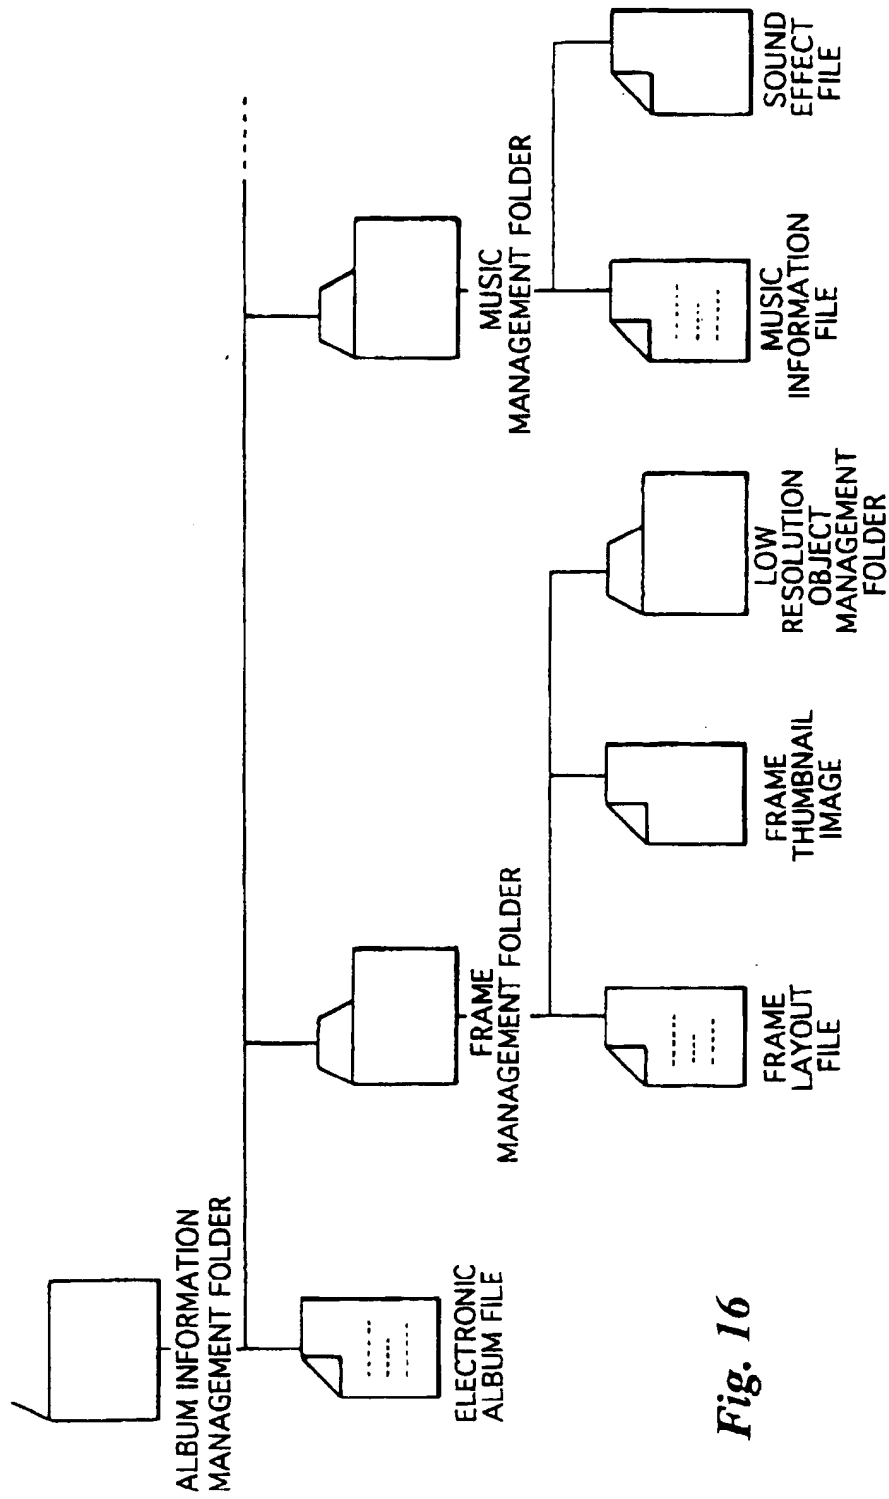 ALBUM INFORMATION
MANAGEMENT FOLDER
ELECTRONIC
ALBUM FILE
FRAME
MANAGEMENT FOLDER
MUSIC
MANAGEMENT FOLDER
FRAME
LAYOUT
FILE
FRAME
THUMBNAIL
IMAGE
LOW
RESOLUTION
OBJECT
MANAGEMENT
FOLDER
MUSIC
INFORMATION
FILE
SOUND
EFFECT
FILE
Fig. 16